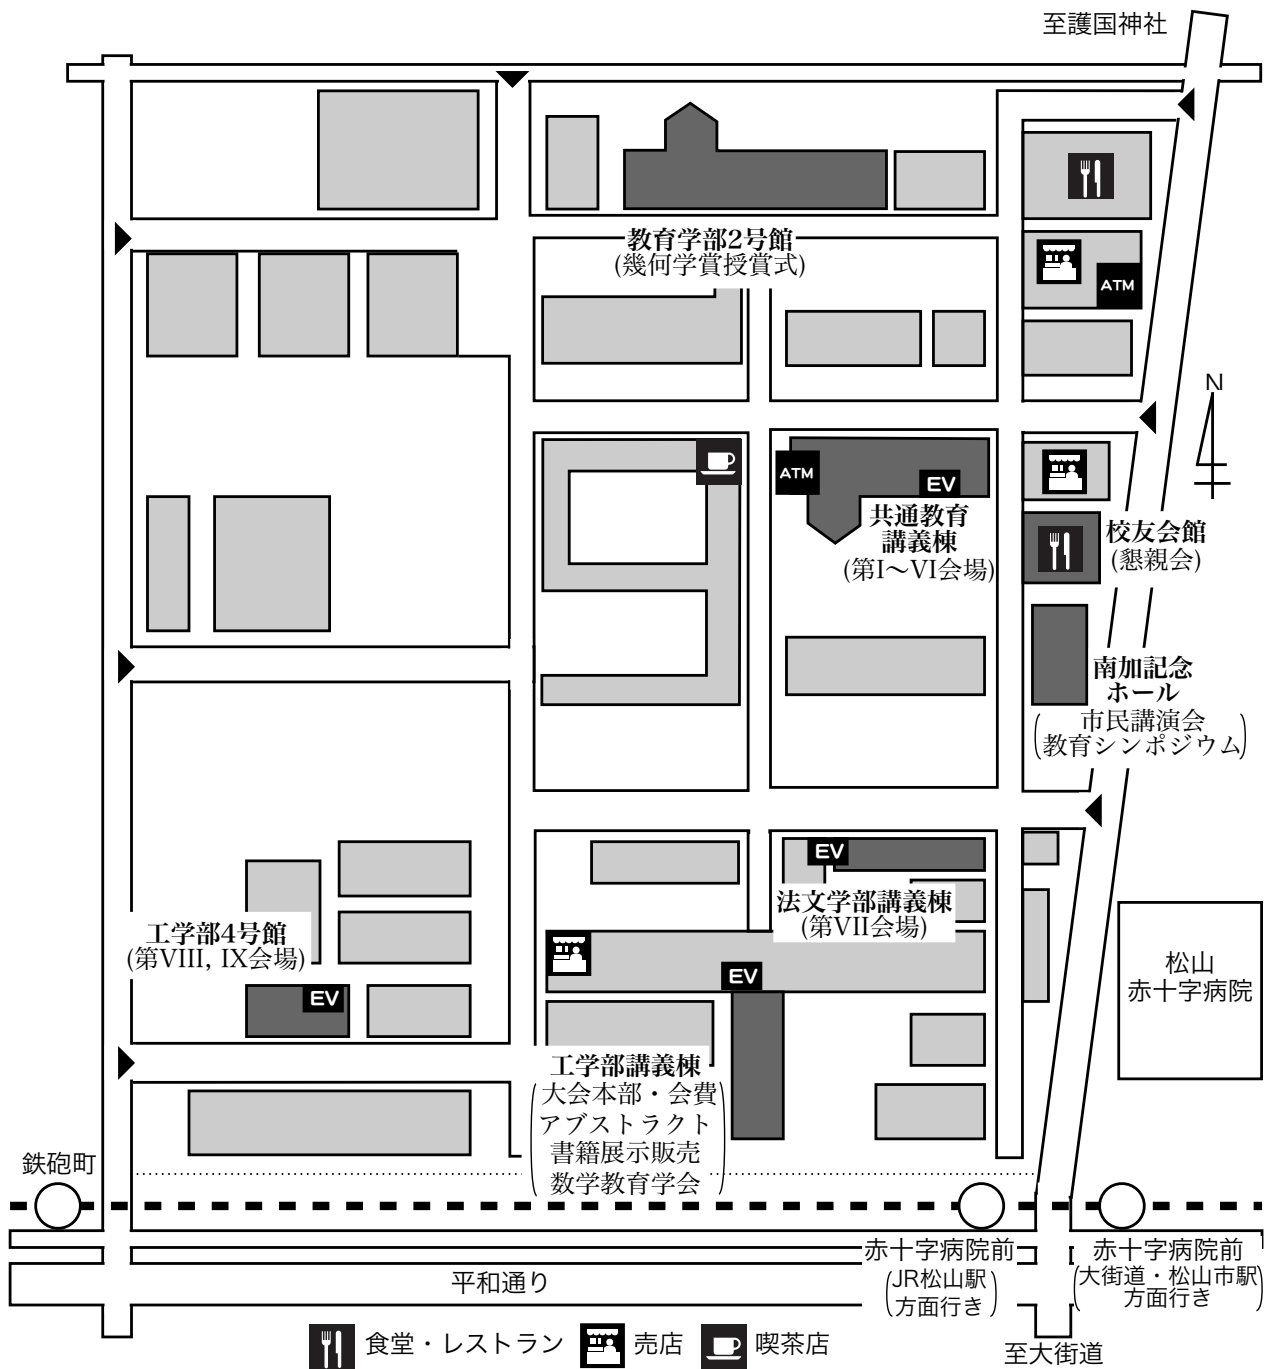 至護国神社
教育学部2号館
(幾何学賞授賞式)
ATM
N
ATM
EV
共通教育
講義棟
(第I～VI会場)
校友会館
(懇親会)
南加記念
ホール
(市民講演会
教育シンポジウム)
EV
法文学部講義棟
(第VII会場)
工学部4号館
(第VIII, IX会場)
EV
EV
松山
赤十字病院
工学部講義棟
(大会本部・会費
アブストラクト
書籍展示販売
数学教育学会)
鉄砲町
赤十字病院前
(JR松山駅
方面行き)
赤十字病院前
(大街道・松山市駅
方面行き)
平和通り
食堂・レストラン
売店
喫茶店
至大街道